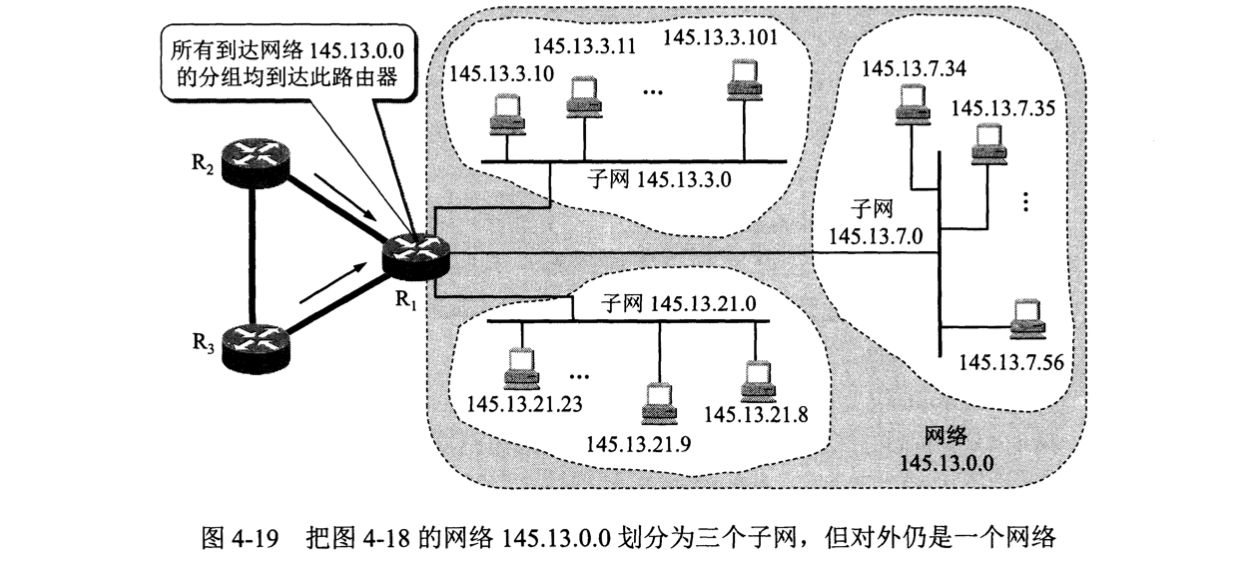 所有到达网络 145.13.0.0
的分组均到达此路由器
145.13.3.10
145.13.3.11
...
145.13.3.101
子网 145.13.3.0
R2
R3
R1
145.13.7.34
145.13.7.35
...
子网
145.13.7.0
145.13.7.56
子网 145.13.21.0
145.13.21.23
...
145.13.21.9
145.13.21.8
网络
145.13.0.0
图 4-19 把图 4-18 的网络 145.13.0.0 划分为三个子网，但对外仍是一个网络